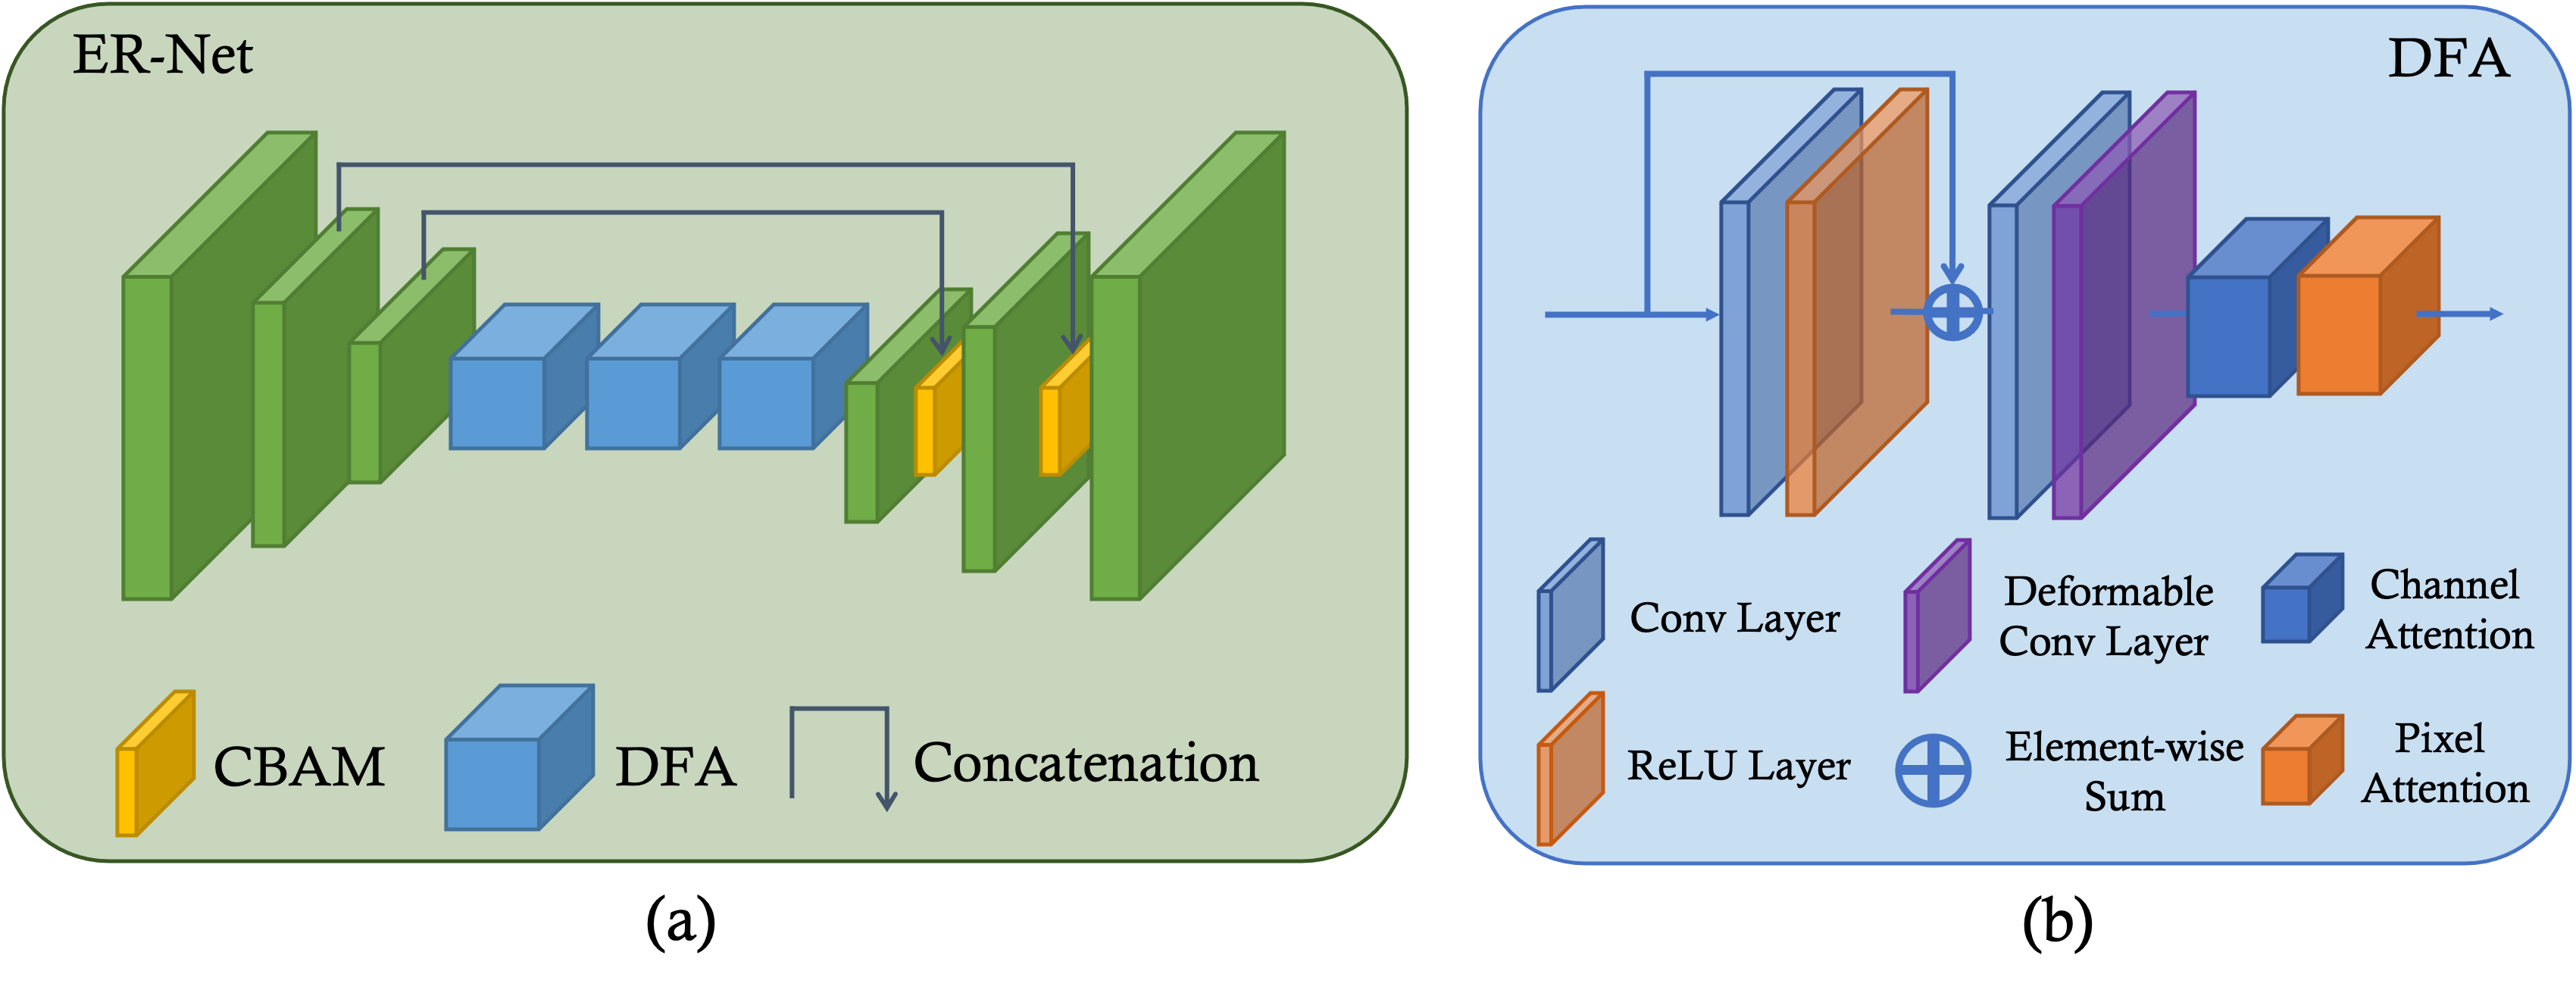 ER-Net
CBAM
DFA
Concatenation
(a)
DFA
Conv Layer
Deformable
Conv Layer
Channel
Attention
ReLU Layer
Element-wise
Sum
Pixel
Attention
(b)